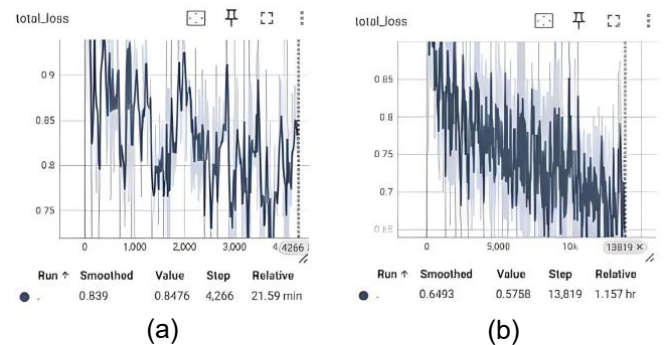 total_loss
0.9
0.85
0.8
0.75
0 1,000 2,000 3,000 4266
Run ↑ Smoothed Value Step Relative
. 0.839 0.8476 4,266 21.59 min
(a)
total_loss
0.85
0.8
0.75
0.7
0.65
0 5,000 10k 13819 ×
Run ↑ Smoothed Value Step Relative
. 0.6493 0.5758 13,819 1.157 hr
(b)